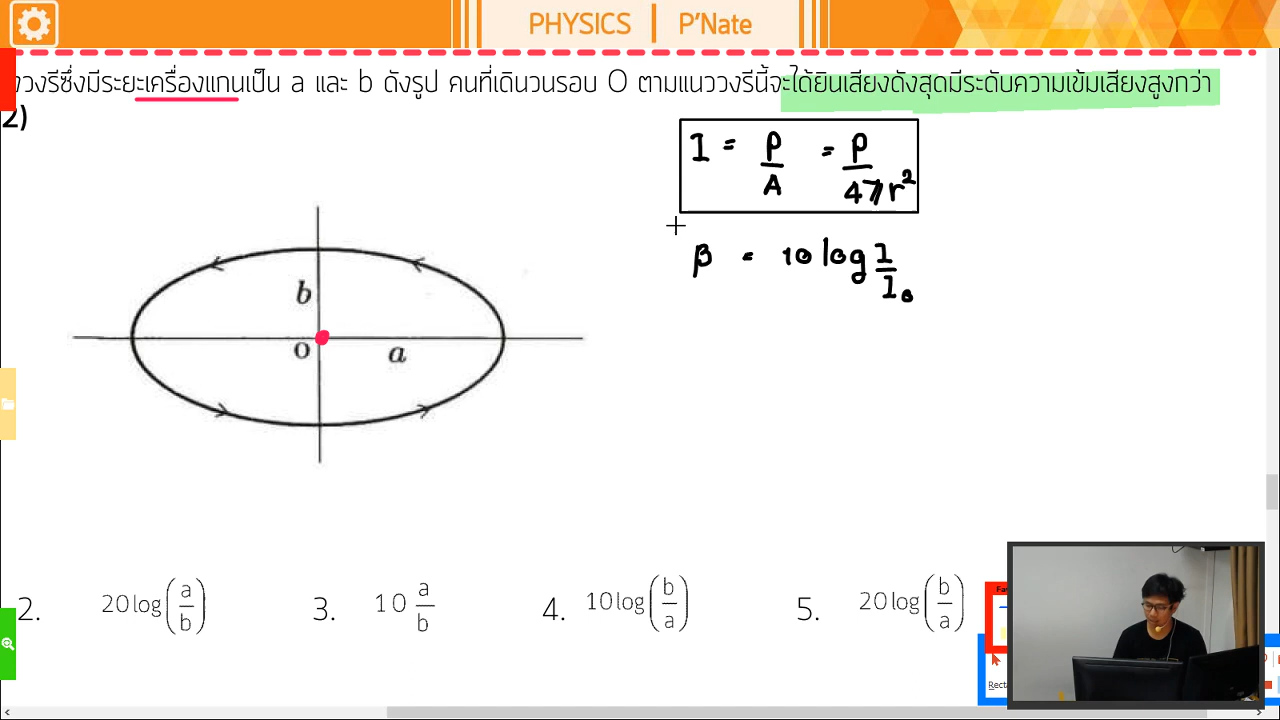 PHYSICS | P'Nate
วงรีซึ่งมีระยะเครื่องแกนเป็น a และ b ดังรูป คนที่เดินวนรอบ O ตามแนววงรีนี้จะได้ยินเสียงดังสุดมีระดับความเข้มเสียงสูงกว่า
2)
I = P/A = P/4πr²
β = 10 log I/I₀
b
O
a
2. 20log(a/b) 3. 10 a/b 4. 10log(b/a) 5. 20log(b/a)